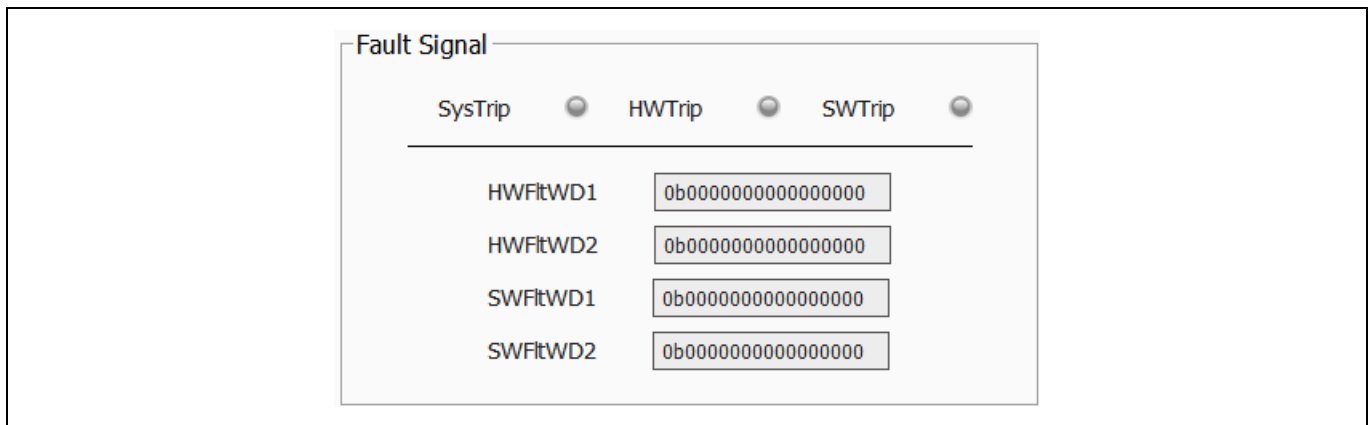 Fault Signal
SysTrip HWTrip SWTrip
HWFltWD1 0b0000000000000000
HWFltWD2 0b0000000000000000
SWFltWD1 0b0000000000000000
SWFltWD2 0b0000000000000000